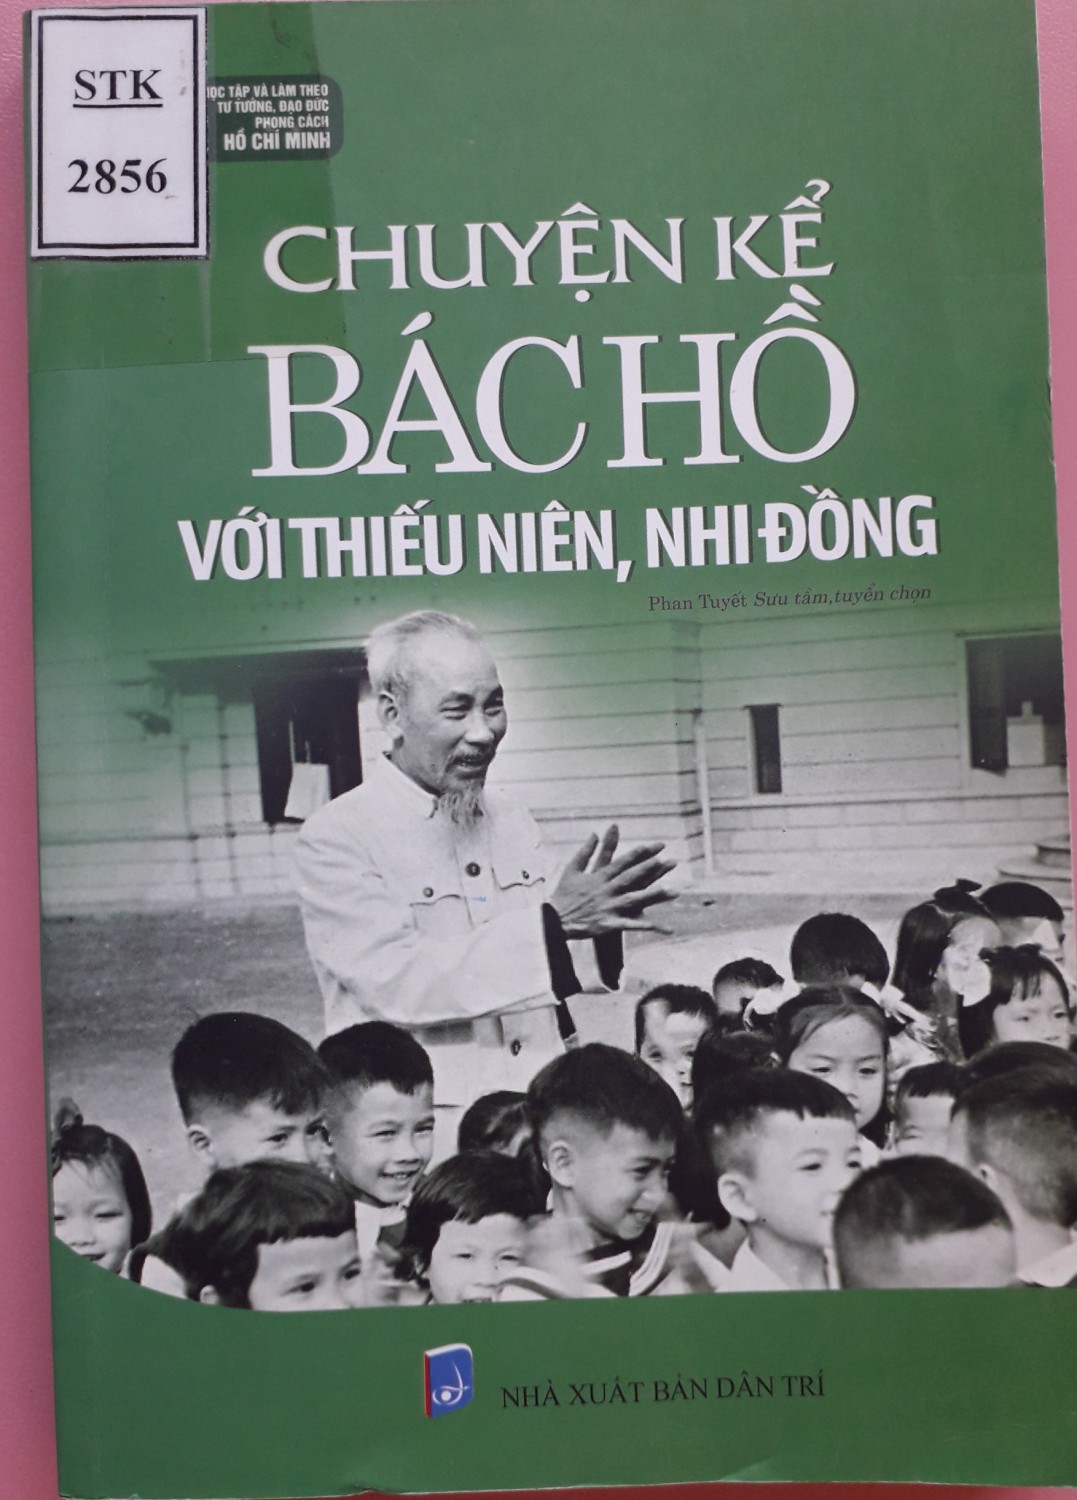 STK
2856
HỌC TẬP VÀ LÀM THEO
TƯ TƯỞNG, ĐẠO ĐỨC
PHONG CÁCH
HỒ CHÍ MINH
CHUYỆN KỂ
BÁC HỒ
VỚI THIẾU NIÊN, NHI ĐỒNG
Phan Tuyết Sưu tầm, tuyển chọn
NHÀ XUẤT BẢN DÂN TRÍ